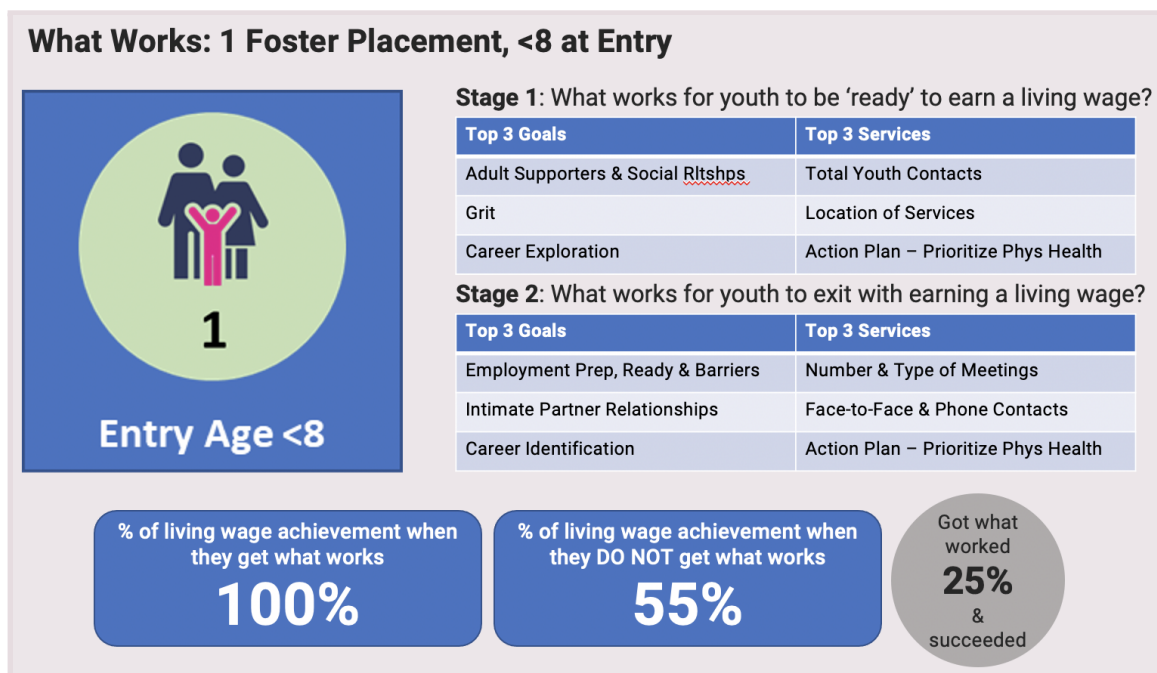 What Works: 1 Foster Placement, <8 at Entry
1
Entry Age <8
Stage 1: What works for youth to be ‘ready’ to earn a living wage?
Top 3 Goals Top 3 Services
Adult Supporters & Social Rltshps Total Youth Contacts
Grit Location of Services
Career Exploration Action Plan – Prioritize Phys Health
Stage 2: What works for youth to exit with earning a living wage?
Top 3 Goals Top 3 Services
Employment Prep, Ready & Barriers Number & Type of Meetings
Intimate Partner Relationships Face-to-Face & Phone Contacts
Career Identification Action Plan – Prioritize Phys Health
% of living wage achievement when
they get what works
100%
% of living wage achievement when
they DO NOT get what works
55%
Got what
worked
25%
&
succeeded